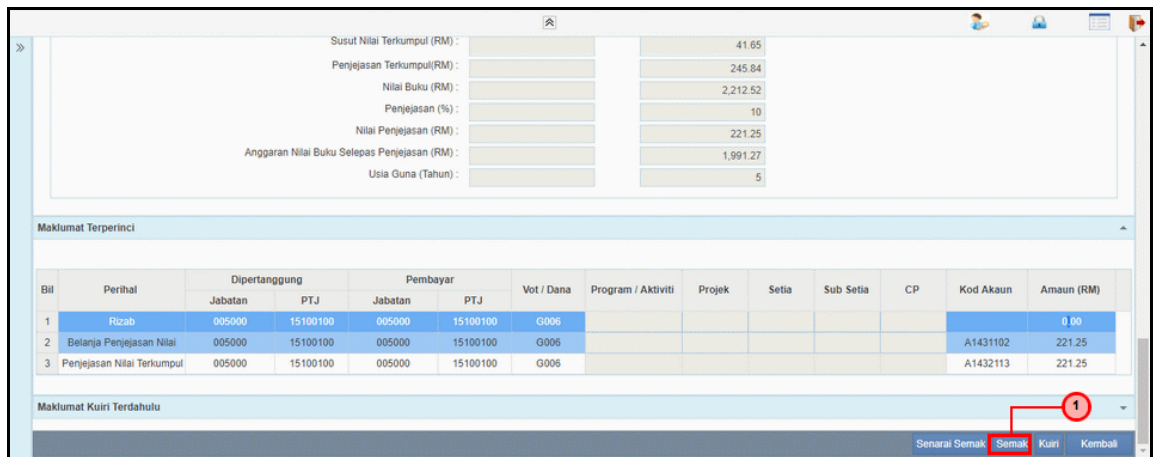 Susut Nilai Terkumpul (RM) : 41.65
Penjejasan Terkumpul(RM) : 245.84
Nilai Buku (RM) : 2,212.52
Penjejasan (%) : 10
Nilai Penjejasan (RM) : 221.25
Anggaran Nilai Buku Selepas Penjejasan (RM) : 1,991.27
Usia Guna (Tahun) : 5
Maklumat Terperinci
Bil Perihal Dipertanggung Pembayar Vot / Dana Program / Aktiviti Projek Setia Sub Setia CP Kod Akaun Amaun (RM)
Jabatan PTJ Jabatan PTJ
1 Rizab 005000 15100100 005000 15100100 G006 0.00
2 Belanja Penjejasan Nilai 005000 15100100 005000 15100100 G006 A1431102 221.25
3 Penjejasan Nilai Terkumpul 005000 15100100 005000 15100100 G006 A1432113 221.25
Maklumat Kuiri Terdahulu
1
Senarai Semak Semak Kuiri Kembali